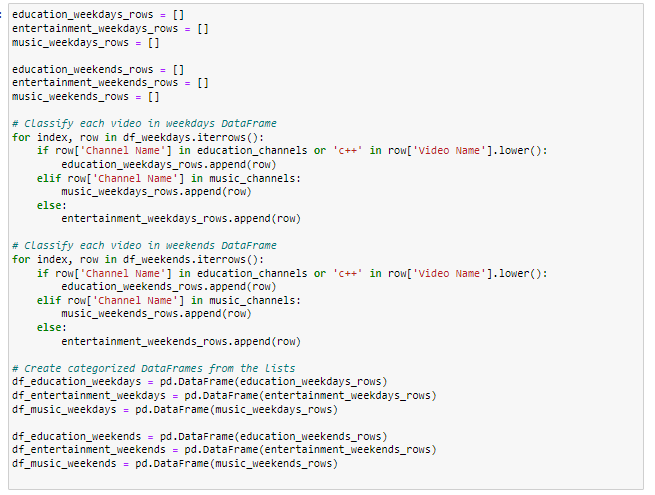 education_weekdays_rows = []
entertainment_weekdays_rows = []
music_weekdays_rows = []

education_weekends_rows = []
entertainment_weekends_rows = []
music_weekends_rows = []

# Classify each video in weekdays DataFrame
for index, row in df_weekdays.iterrows():
    if row['Channel Name'] in education_channels or 'c++' in row['Video Name'].lower():
        education_weekdays_rows.append(row)
    elif row['Channel Name'] in music_channels:
        music_weekdays_rows.append(row)
    else:
        entertainment_weekdays_rows.append(row)

# Classify each video in weekends DataFrame
for index, row in df_weekends.iterrows():
    if row['Channel Name'] in education_channels or 'c++' in row['Video Name'].lower():
        education_weekends_rows.append(row)
    elif row['Channel Name'] in music_channels:
        music_weekends_rows.append(row)
    else:
        entertainment_weekends_rows.append(row)

# Create categorized DataFrames from the lists
df_education_weekdays = pd.DataFrame(education_weekdays_rows)
df_entertainment_weekdays = pd.DataFrame(entertainment_weekdays_rows)
df_music_weekdays = pd.DataFrame(music_weekdays_rows)

df_education_weekends = pd.DataFrame(education_weekends_rows)
df_entertainment_weekends = pd.DataFrame(entertainment_weekends_rows)
df_music_weekends = pd.DataFrame(music_weekends_rows)